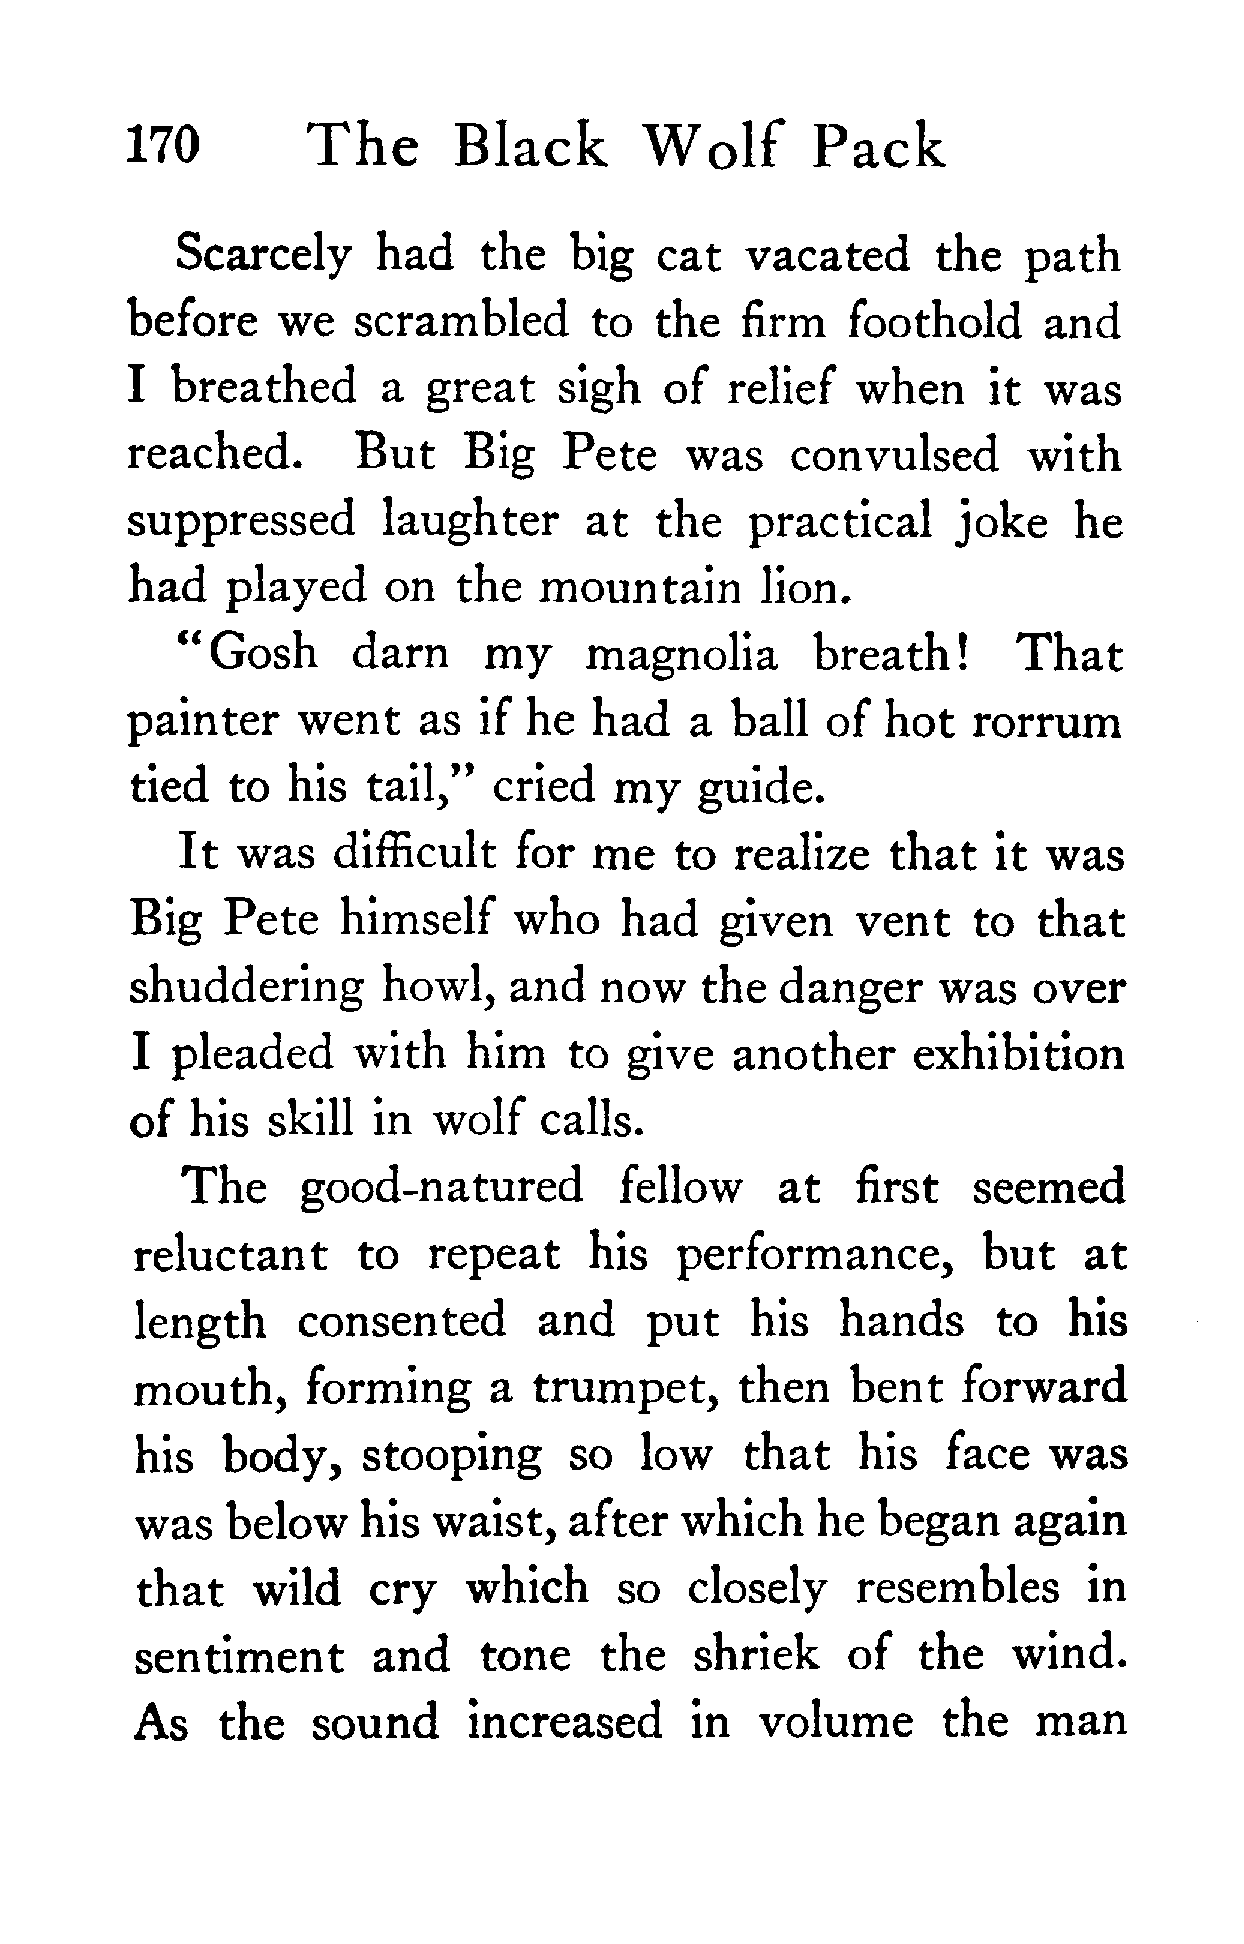 170 The Black Wolf Pack
Scarcely had the big cat vacated the path
before we scrambled to the firm foothold and
I breathed a great sigh of relief when it was
reached. But Big Pete was convulsed with
suppressed laughter at the practical joke he
had played on the mountain lion.
“Gosh darn my magnolia breath! That
painter went as if he had a ball of hot rorrum
tied to his tail,” cried my guide.
It was difficult for me to realize that it was
Big Pete himself who had given vent to that
shuddering howl, and now the danger was over
I pleaded with him to give another exhibition
of his skill in wolf calls.
The good-natured fellow at first seemed
reluctant to repeat his performance, but at
length consented and put his hands to his
mouth, forming a trumpet, then bent forward
his body, stooping so low that his face was
was below his waist, after which he began again
that wild cry which so closely resembles in
sentiment and tone the shriek of the wind.
As the sound increased in volume the man